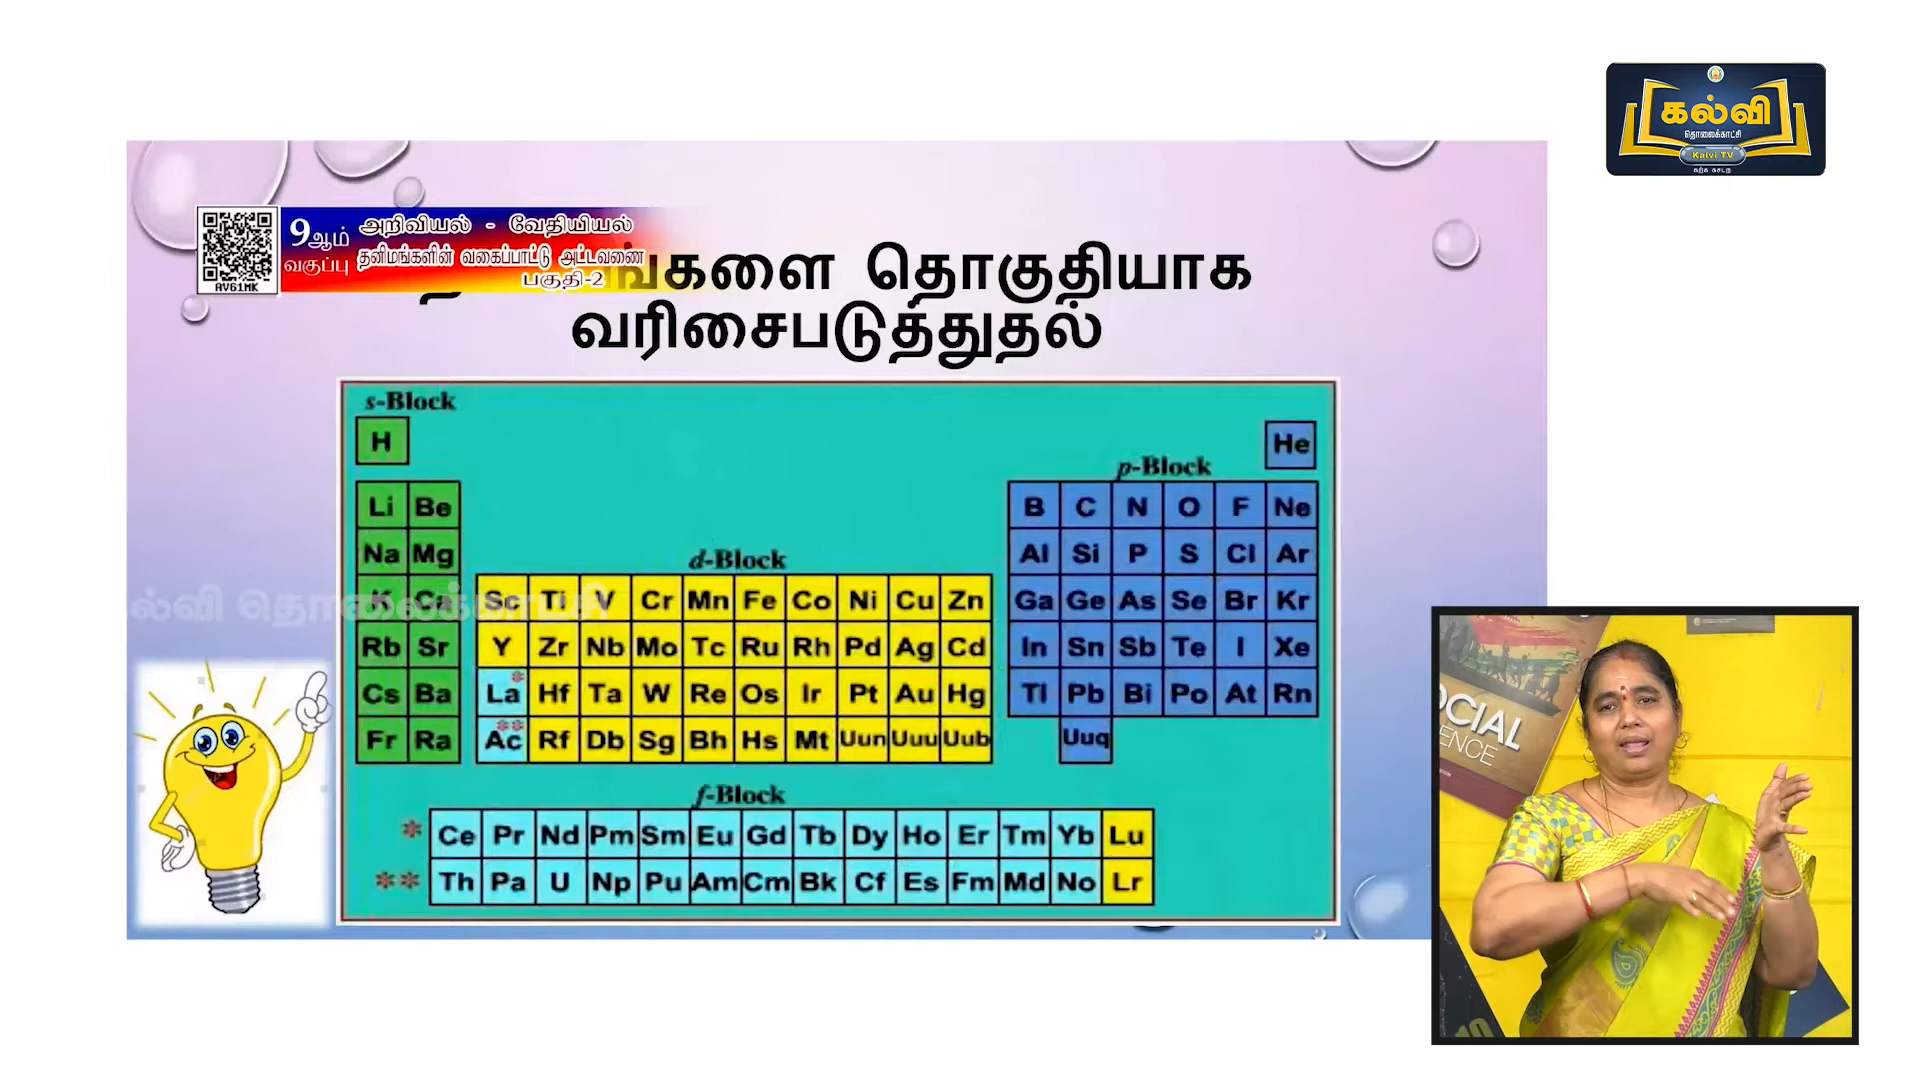 கல்வி
தொலைக்காட்சி
Kalvi TV
கற்க கசடற
9ஆம் வகுப்பு
அறிவியல் - வேதியியல்
தனிமங்களின் வகைப்பாட்டு அட்டவணை
பகுதி-2
AV61MK
தொகுதியாக
வரிசைபடுத்துதல்
s-Block
H He
p-Block
Li Be B C N O F Ne
Na Mg Al Si P S Cl Ar
d-Block
K Ca Sc Ti V Cr Mn Fe Co Ni Cu Zn Ga Ge As Se Br Kr
தொலைக்காட்சி
Rb Sr Y Zr Nb Mo Tc Ru Rh Pd Ag Cd In Sn Sb Te I Xe
Cs Ba La* Hf Ta W Re Os Ir Pt Au Hg Tl Pb Bi Po At Rn
Fr Ra Ac** Rf Db Sg Bh Hs Mt Uun Uuu Uub Uuq
f-Block
* Ce Pr Nd Pm Sm Eu Gd Tb Dy Ho Er Tm Yb Lu
** Th Pa U Np Pu Am Cm Bk Cf Es Fm Md No Lr
OCIAL
ENCE
10